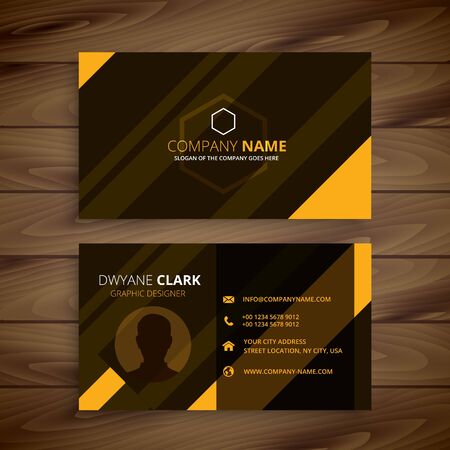 COMPANY NAME
SLOGAN OF THE COMPANY GOES HERE
DWYANE CLARK
GRAPHIC DESIGNER
INFO@COMPANYNAME.COM
+00 1234 5678 9012
+00 1234 5678 9012
YOUR CITY ADDRESS
STREET LOCATION, NY CITY, USA
WWW.COMPANY-NAME.COM